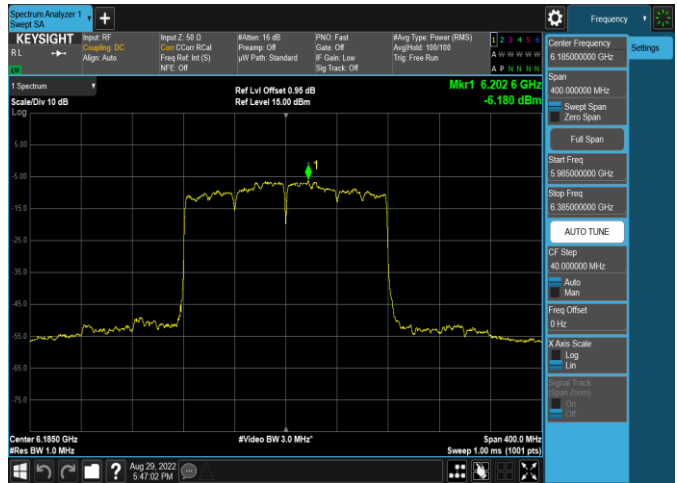 Spectrum Analyzer 1
Swept SA
+
Frequency
KEYSIGHT
RL
LV
Input: RF
Coupling: DC
Align: Auto
Input Z: 50 Ω
Corr CCorr RCal
Freq Ref: Int (S)
NFE: Off
#Atten: 16 dB
Preamp: Off
µW Path: Standard
PNO: Fast
Gate: Off
IF Gain: Low
Sig Track: Off
#Avg Type: Power (RMS)
Avg|Hold: 100/100
Trig: Free Run
1 2 3 4 5 6
A W W W W W
A P N N N N
1 Spectrum
Scale/Div 10 dB
Log
Ref Lvl Offset 0.95 dB
Ref Level 15.00 dBm
Mkr1 6.202 6 GHz
-6.180 dBm
1
5.00
-5.00
-15.0
-25.0
-35.0
-45.0
-55.0
-65.0
-75.0
Center 6.1850 GHz
#Res BW 1.0 MHz
#Video BW 3.0 MHz*
Span 400.0 MHz
Sweep 1.00 ms (1001 pts)
Aug 29, 2022
5:47:02 PM
?
Center Frequency
6.185000000 GHz
Span
400.000000 MHz
Swept Span
Zero Span
Full Span
Start Freq
5.985000000 GHz
Stop Freq
6.385000000 GHz
AUTO TUNE
CF Step
40.000000 MHz
Auto
Man
Freq Offset
0 Hz
X Axis Scale
Log
Lin
Signal Track
(Span Zoom)
On
Off
Settings